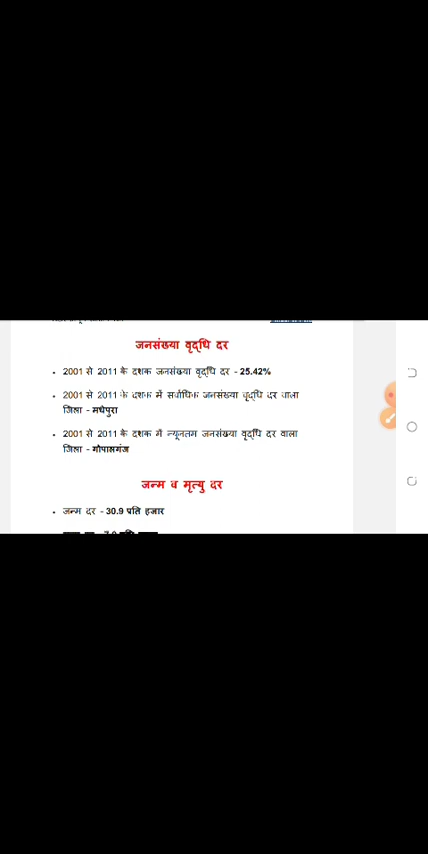 जनसंख्या वृद्धि दर
• 2001 से 2011 के दशक जनसंख्या वृद्धि दर - 25.42%
• 2001 से 2011 के दशक में सर्वाधिक जनसंख्या वृद्धि दर वाला
जिला - मधेपुरा
• 2001 से 2011 के दशक में न्यूनतम जनसंख्या वृद्धि दर वाला
जिला - गोपालगंज
जन्म व मृत्यु दर
• जन्म दर - 30.9 प्रति हजार